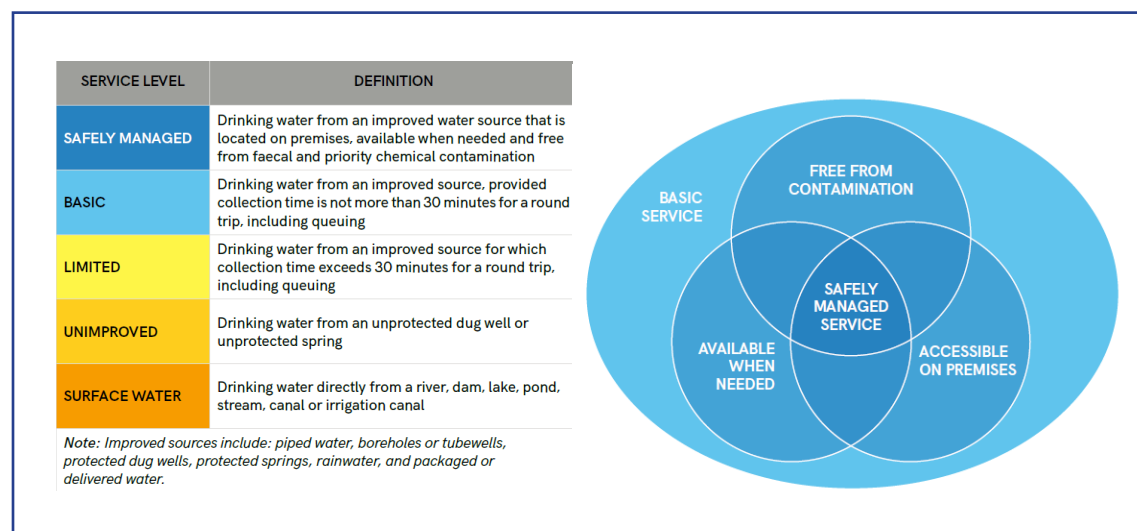 SERVICE LEVEL
DEFINITION
SAFELY MANAGED
Drinking water from an improved water source that is
located on premises, available when needed and free
from faecal and priority chemical contamination
BASIC
Drinking water from an improved source, provided
collection time is not more than 30 minutes for a round
trip, including queuing
LIMITED
Drinking water from an improved source for which
collection time exceeds 30 minutes for a round trip,
including queuing
UNIMPROVED
Drinking water from an unprotected dug well or
unprotected spring
SURFACE WATER
Drinking water directly from a river, dam, lake, pond,
stream, canal or irrigation canal
Note: Improved sources include: piped water, boreholes or tubewells,
protected dug wells, protected springs, rainwater, and packaged or
delivered water.
BASIC
SERVICE
FREE FROM
CONTAMINATION
SAFELY
MANAGED
SERVICE
AVAILABLE
WHEN
NEEDED
ACCESSIBLE
ON PREMISES